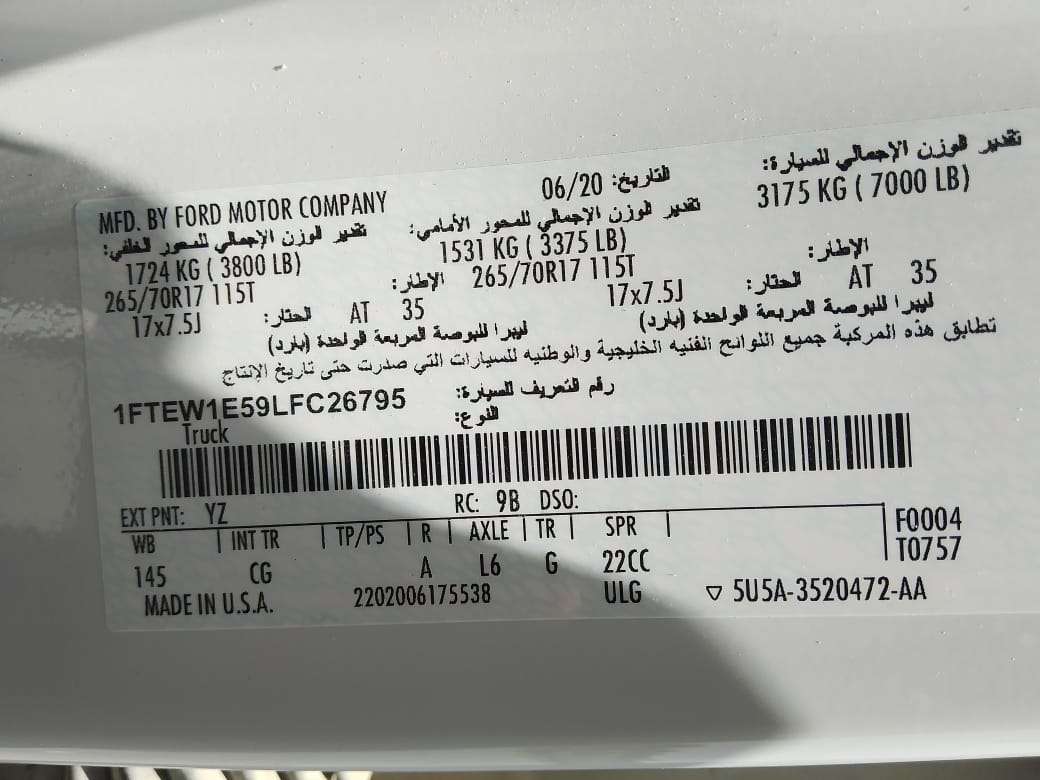 MFD. BY FORD MOTOR COMPANY 06/20 التاريخ: تقدير الوزن الإجمالي للسيارة:
تقدير الوزن الإجمالي للمحور الخلفي: تقدير الوزن الإجمالي للمحور الأمامي: 3175 KG ( 7000 LB)
1724 KG ( 3800 LB) 1531 KG ( 3375 LB)
265/70R17 115T الإطار: 265/70R17 115T الإطار:
17x7.5J الحتار: AT 35 17x7.5J الحتار: AT 35
ليبرا للبوصة المربعة الواحدة (بارد) ليبرا للبوصة المربعة الواحدة (بارد)
تطابق هذه المركبة جميع اللوائح الفنيه الخليجية والوطنيه للسيارات التي صدرت حتى تاريخ الإنتاج
1FTEW1E59LFC26795 رقم التعريف السيارة:
Truck النوع:
EXT PNT: YZ RC: 9B DSO:
WB INT TR TP/PS R AXLE TR SPR F0004
145 CG A L6 G 22CC T0757
MADE IN U.S.A. 2202006175538 ULG ▽ 5U5A-3520472-AA